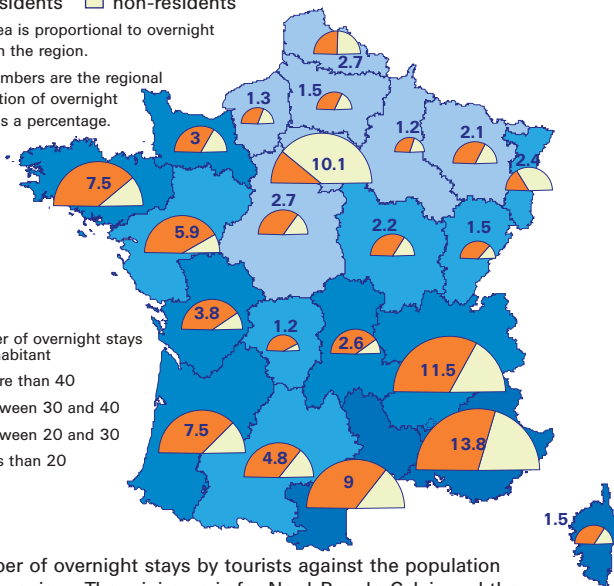 non-residents
ea is proportional to overnight
n the region.
mbers are the regional
tion of overnight
s a percentage.
2.7
1.5
1.3
1.2
2.1
2.4
3
10.1
7.5
2.7
5.9
2.2
1.5
3.8
1.2
2.6
11.5
7.5
4.8
9
13.8
1.5
er of overnight stays
habitant
re than 40
ween 30 and 40
ween 20 and 30
s than 20
ber of overnight stays by tourists against the population